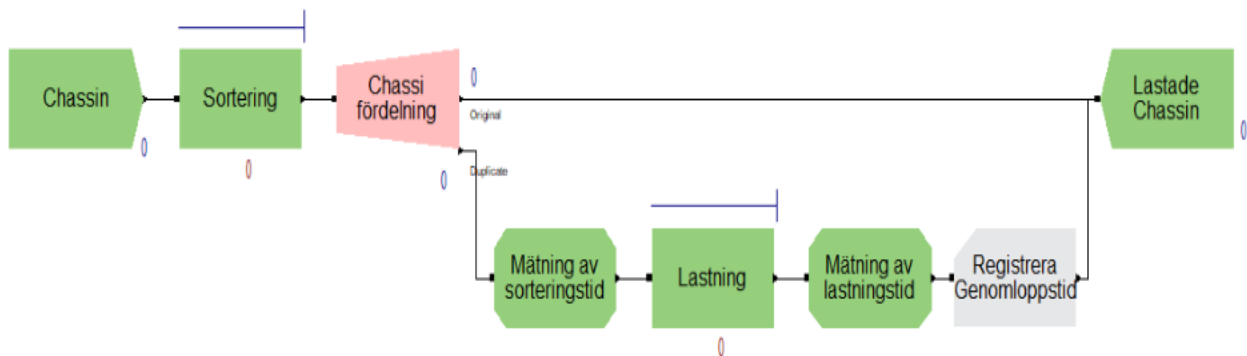 Chassin
0
Sortering
0
Chassi
fördelning
0
Original
0
Duplicate
Mätning av
sorteringstid
Lastning
0
Mätning av
lastningstid
Registrera
Genomloppstid
Lastade
Chassin
0